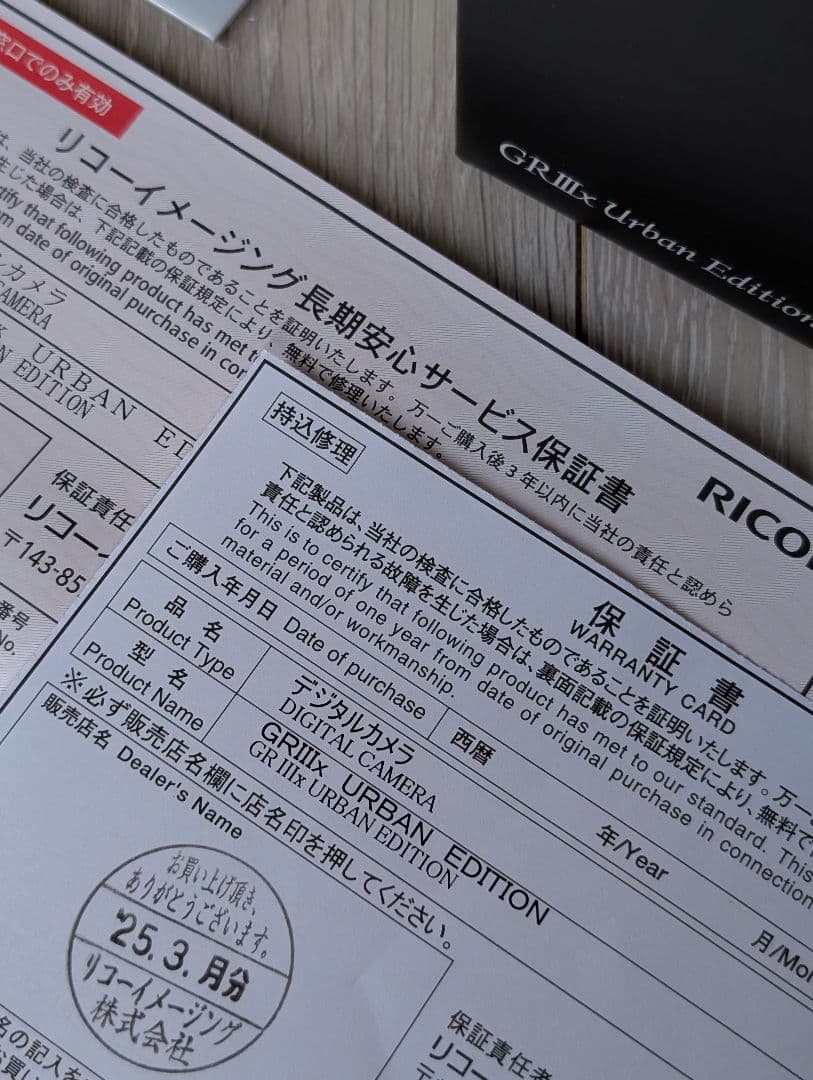 窓口でのみ有効
GRⅢx Urban Edition
リコーイメージング長期安心サービス保証書
RICO
は、当社の検査に合格したものであることを証明いたします。万一ご購入後3年以内に当社の責任と認めら
生じた場合は、下記記載の保証規定により、無料で修理いたします。
tify that following product has met t
m date of original purchase in con
ルカメラ
CAMERA
URBAN ED
N EDITION
保証責任
リコーイ
〒143-85
番号
No.
持込修理
保証書
WARRANTY CARD
下記製品は、当社の検査に合格したものであることを証明いたします。万一
責任と認められる故障を生じた場合は、裏面記載の保証規定により、無料で
This is to certify that following product has met to our standard. This
for a period of one year from date of original purchase in connection
material and/or workmanship.
ご購入年月日 Date of purchase 西暦 年/Year 月/Mon
品名 デジタルカメラ
Product Type DIGITAL CAMERA
型名 GRⅢx URBAN EDITION
Product Name GR Ⅲx URBAN EDITION
※必ず販売店名欄に店名印を押してください。
販売店名 Dealer's Name
お買い上げ頂き、
ありがとうございます。
'25.3.月分
リコーイメージング
株式会社
保証責任者
リコー
名の記入を